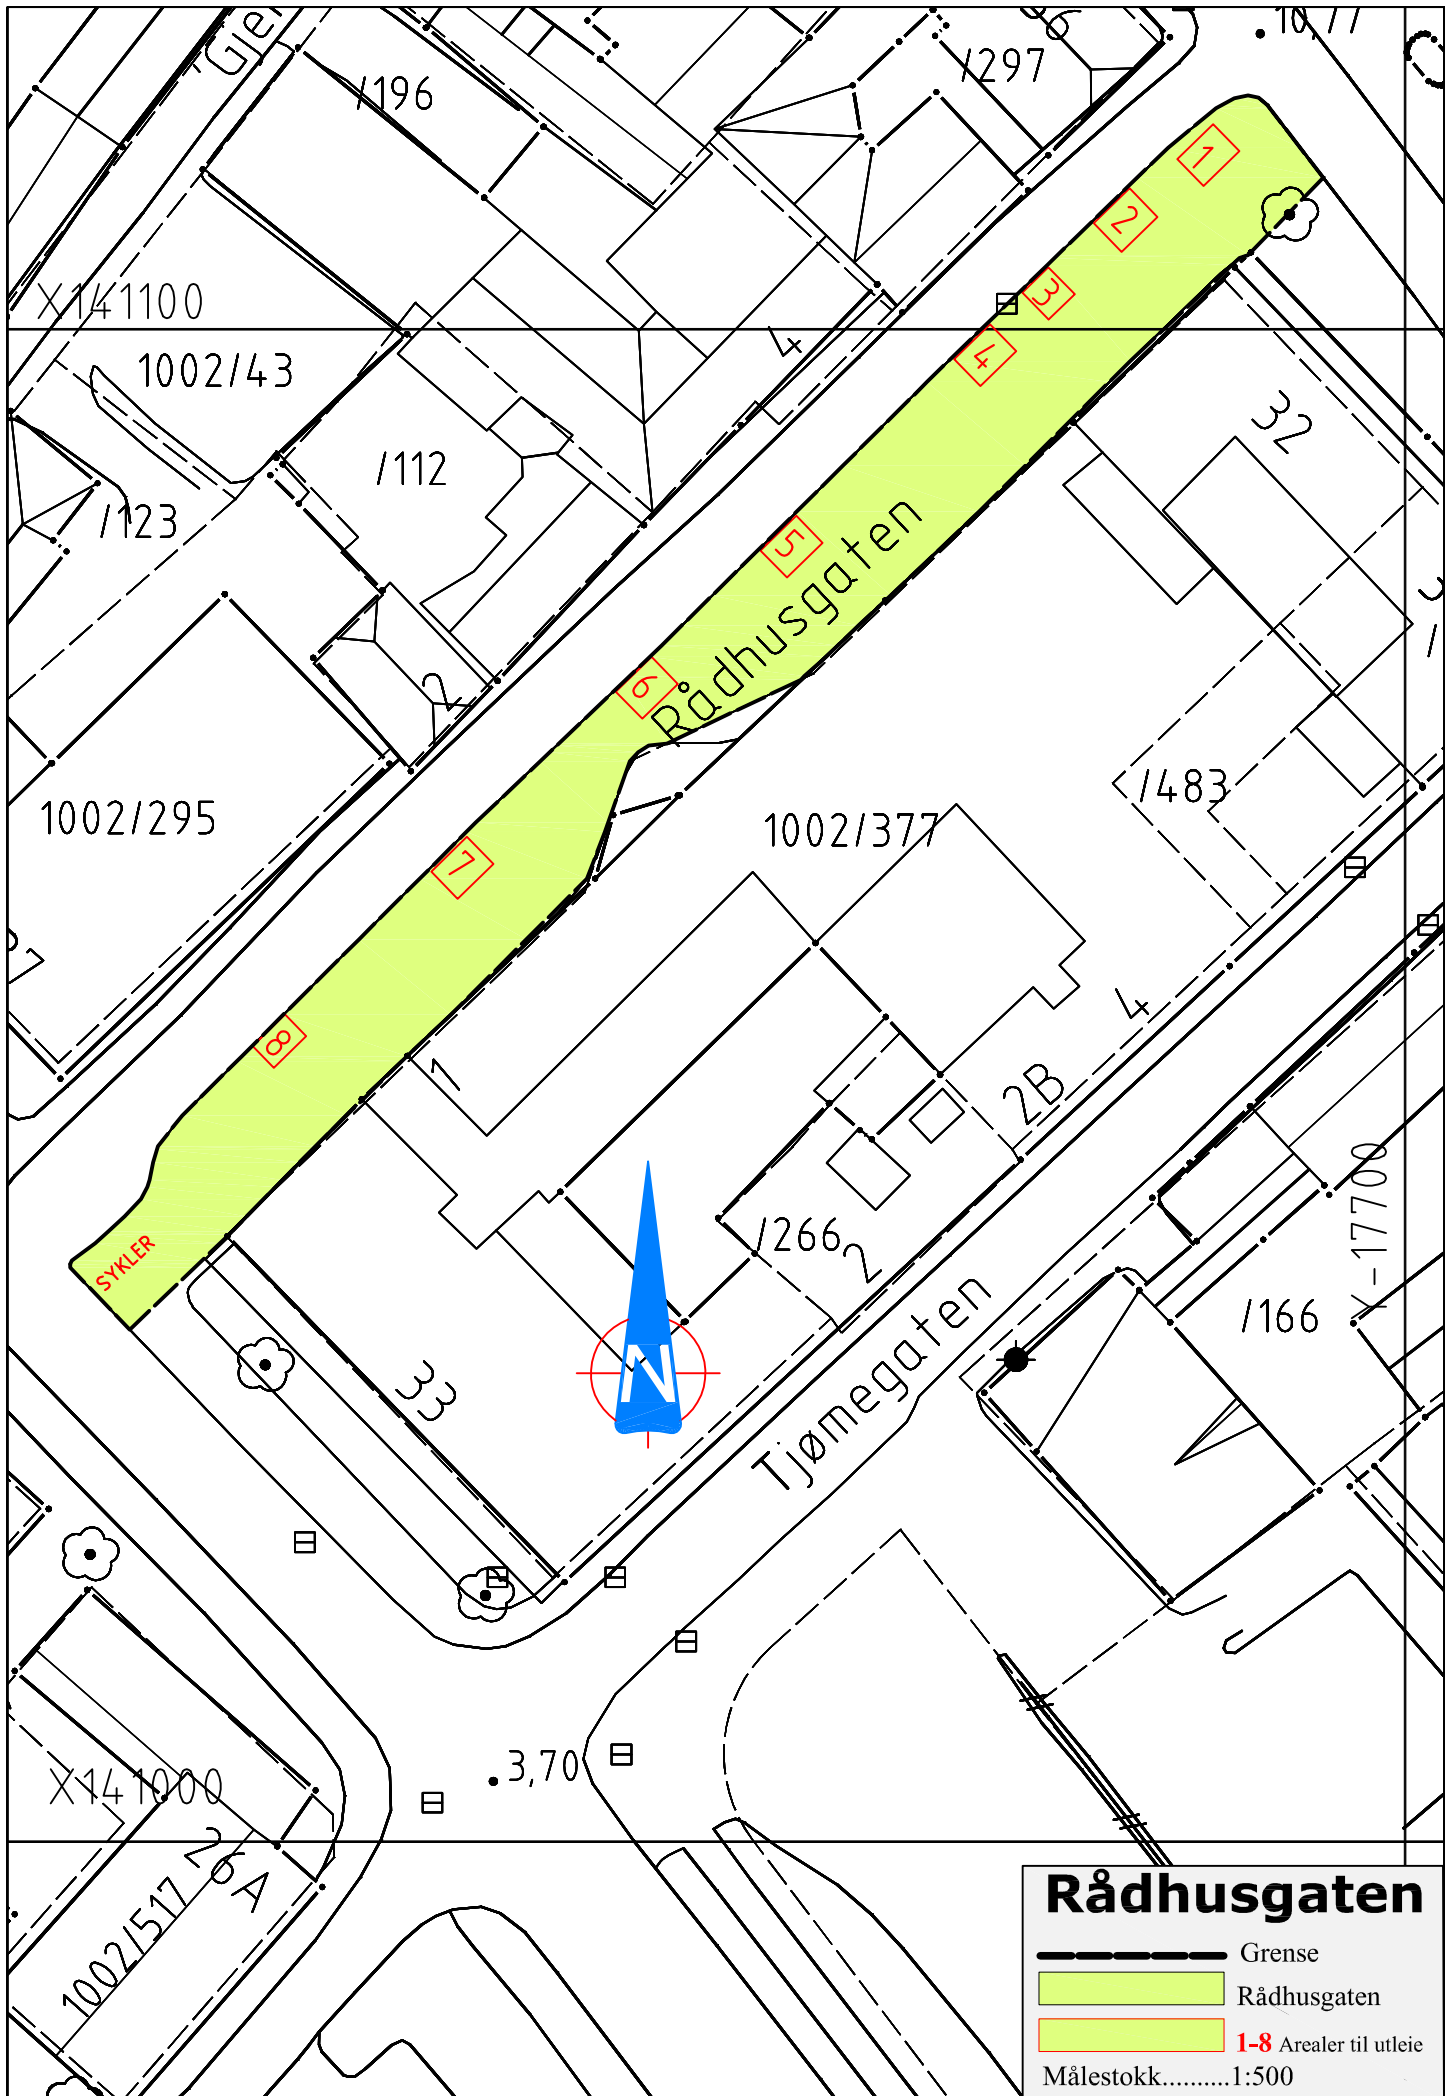 Gje
/196
/297
10,77
1
2
3
4
X141100
1002/43
4
32
/112
/123
5
Rådhusgaten
6
2
1002/295
1002/377
/483
7
8
1
4
2B
SYKLER
/266
2
Y-17700
/166
33
N
Tjømegaten
3,70
X141000
26A
1002/517
Rådhusgaten
Grense
Rådhusgaten
1-8 Arealer til utleie
Målestokk..........1:500